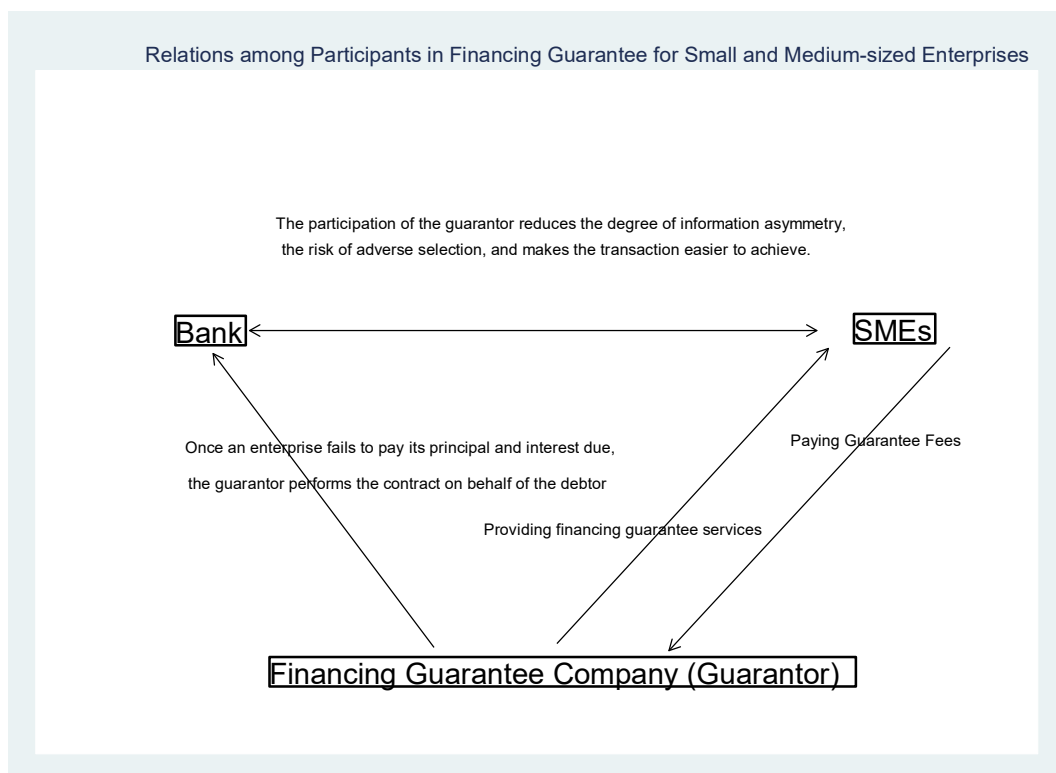 Relations among Participants in Financing Guarantee for Small and Medium-sized Enterprises
The participation of the guarantor reduces the degree of information asymmetry,
the risk of adverse selection, and makes the transaction easier to achieve.
Bank
SMEs
Paying Guarantee Fees
Once an enterprise fails to pay its principal and interest due,
the guarantor performs the contract on behalf of the debtor
Providing financing guarantee services
Financing Guarantee Company (Guarantor)